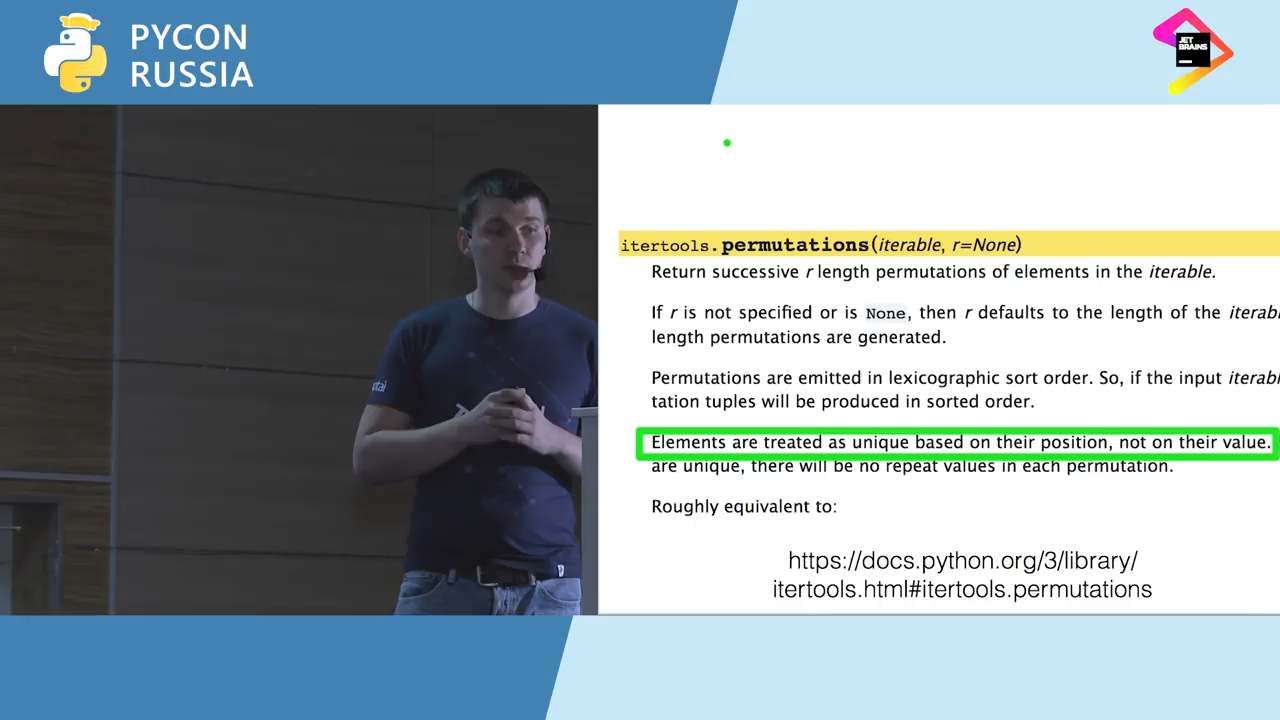 PYCON
RUSSIA
JET
BRAINS
itertools.permutations(iterable, r=None)
Return successive r length permutations of elements in the iterable.
If r is not specified or is None, then r defaults to the length of the
length permutations are generated.
Permutations are emitted in lexicographic sort order. So, if the input
tation tuples will be produced in sorted order.
Elements are treated as unique based on their position, not on their value.
are unique, there will be no repeat values in each permutation.
Roughly equivalent to:
https://docs.python.org/3/library/
itertools.html#itertools.permutations